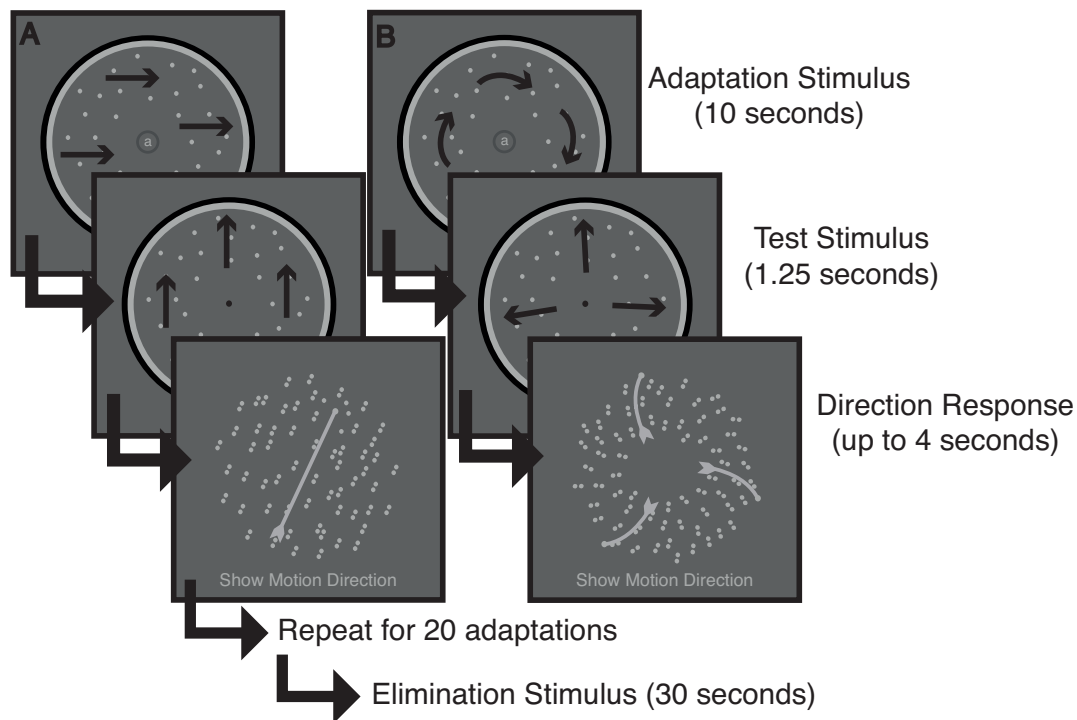 A
B
a
a
Adaptation Stimulus
(10 seconds)
Test Stimulus
(1.25 seconds)
Direction Response
(up to 4 seconds)
Show Motion Direction
Show Motion Direction
Repeat for 20 adaptations
Elimination Stimulus (30 seconds)